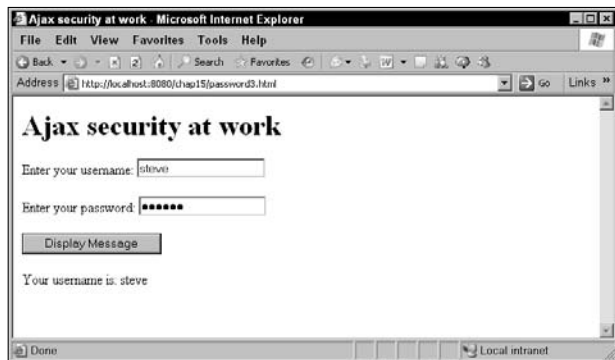 Ajax security at work - Microsoft Internet Explorer
File Edit View Favorites Tools Help
Back Search Favorites
Address http://localhost:8080/chap15/password3.html Go Links »
Ajax security at work
Enter your username: steve
Enter your password: ••••••
Display Message
Your username is: steve
Done Local intranet